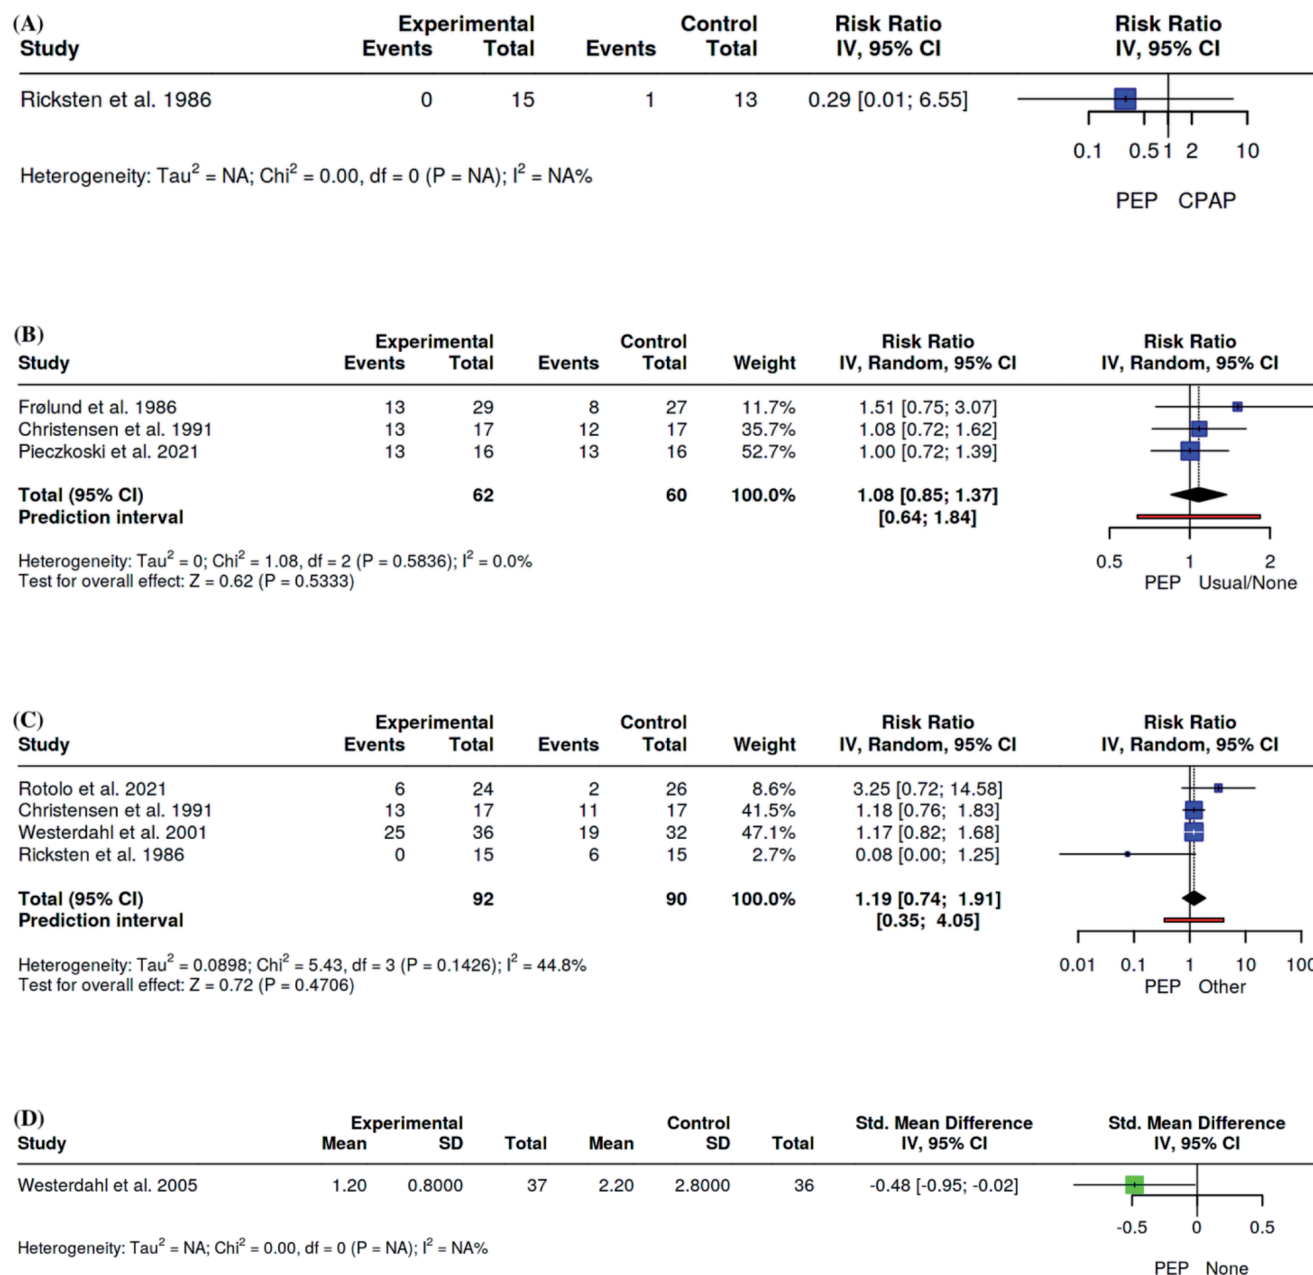 (A)
Experimental Control Risk Ratio Risk Ratio
Study Events Total Events Total IV, 95% CI IV, 95% CI
Ricksten et al. 1986 0 15 1 13 0.29 [0.01; 6.55]
0.1 0.5 1 2 10
Heterogeneity: Tau² = NA; Chi² = 0.00, df = 0 (P = NA); I² = NA%
PEP CPAP
(B)
Experimental Control Risk Ratio Risk Ratio
Study Events Total Events Total Weight IV, Random, 95% CI IV, Random, 95% CI
Frølund et al. 1986 13 29 8 27 11.7% 1.51 [0.75; 3.07]
Christensen et al. 1991 13 17 12 17 35.7% 1.08 [0.72; 1.62]
Pieczkoski et al. 2021 13 16 13 16 52.7% 1.00 [0.72; 1.39]
Total (95% CI) 62 60 100.0% 1.08 [0.85; 1.37]
Prediction interval [0.64; 1.84]
Heterogeneity: Tau² = 0; Chi² = 1.08, df = 2 (P = 0.5836); I² = 0.0%
0.5 1 2
Test for overall effect: Z = 0.62 (P = 0.5333)
PEP Usual/None
(C)
Experimental Control Risk Ratio Risk Ratio
Study Events Total Events Total Weight IV, Random, 95% CI IV, Random, 95% CI
Rotolo et al. 2021 6 24 2 26 8.6% 3.25 [0.72; 14.58]
Christensen et al. 1991 13 17 11 17 41.5% 1.18 [0.76; 1.83]
Westerdahl et al. 2001 25 36 19 32 47.1% 1.17 [0.82; 1.68]
Ricksten et al. 1986 0 15 6 15 2.7% 0.08 [0.00; 1.25]
Total (95% CI) 92 90 100.0% 1.19 [0.74; 1.91]
Prediction interval [0.35; 4.05]
Heterogeneity: Tau² = 0.0898; Chi² = 5.43, df = 3 (P = 0.1426); I² = 44.8%
0.01 0.1 1 10 100
Test for overall effect: Z = 0.72 (P = 0.4706)
PEP Other
(D)
Experimental Control Std. Mean Difference Std. Mean Difference
Study Mean SD Total Mean SD Total IV, 95% CI IV, 95% CI
Westerdahl et al. 2005 1.20 0.8000 37 2.20 2.8000 36 -0.48 [-0.95; -0.02]
-0.5 0 0.5
Heterogeneity: Tau² = NA; Chi² = 0.00, df = 0 (P = NA); I² = NA%
PEP None